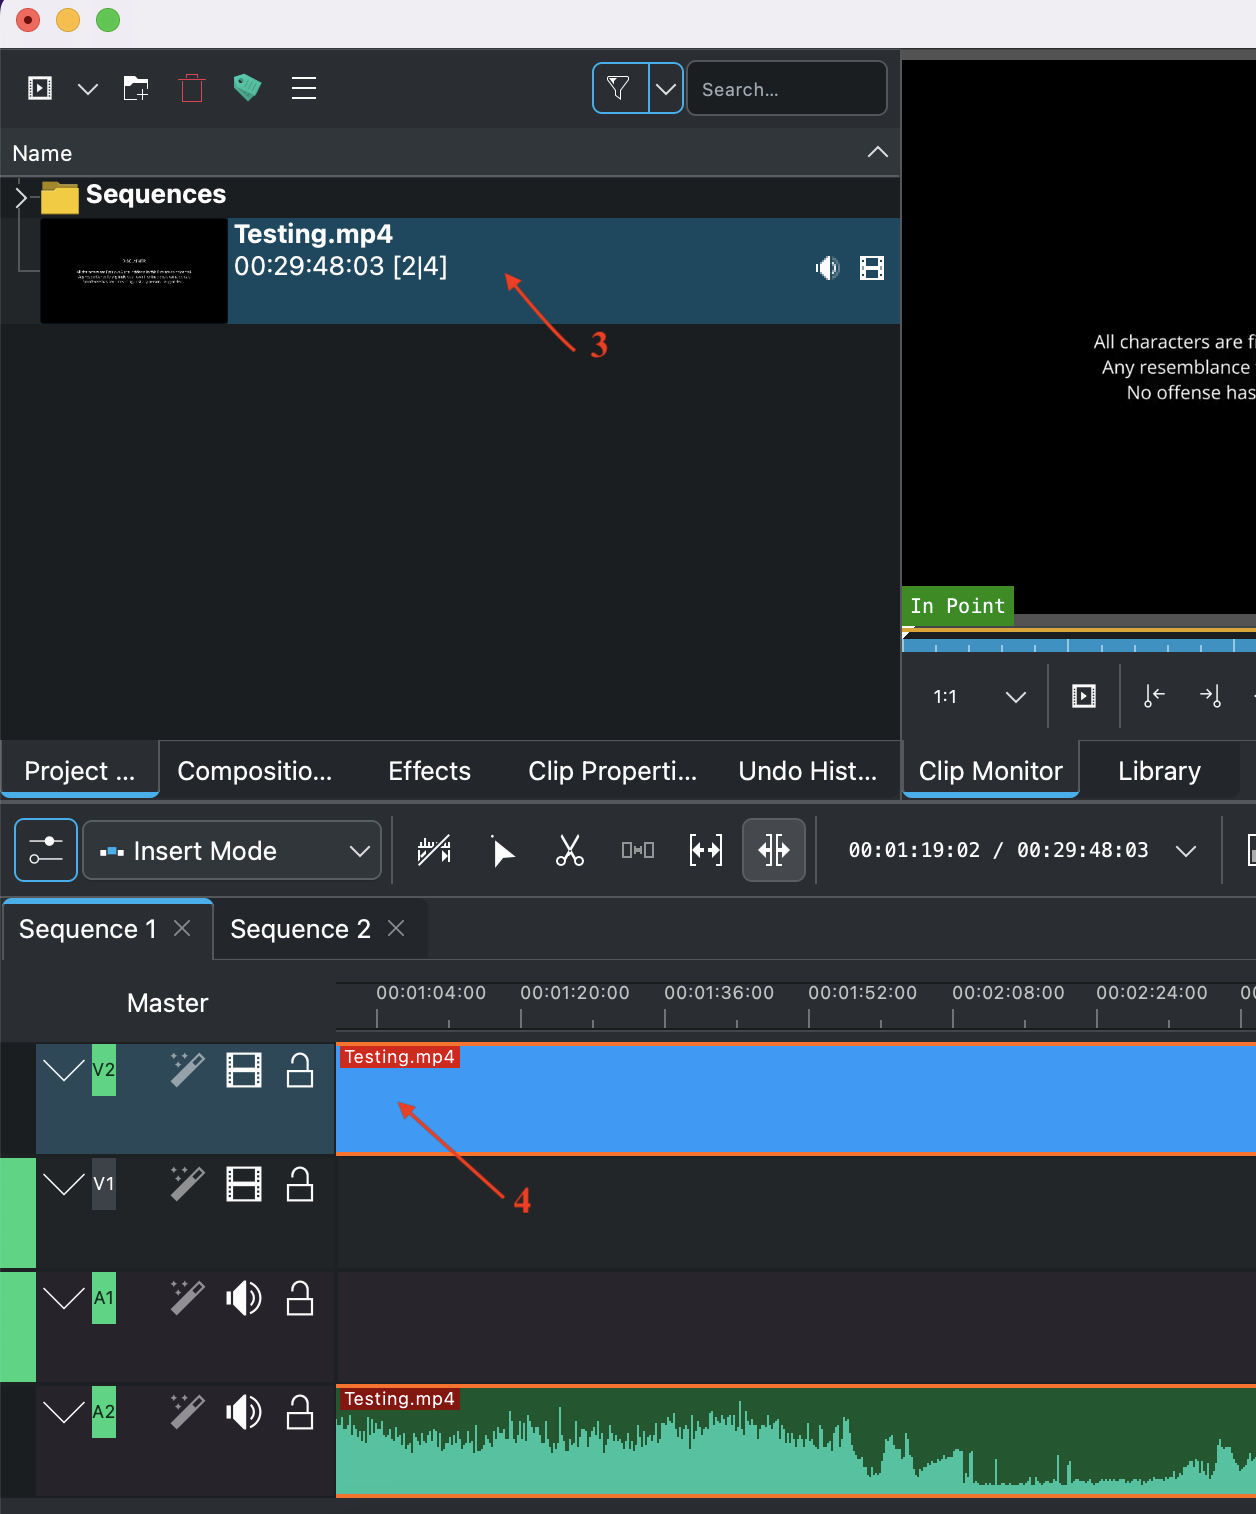 Search...
Name
Sequences
Testing.mp4
00:29:48:03 [2|4]
3
All characters are fi
Any resemblance
No offense has
In Point
1:1
Project ...
Compositio...
Effects
Clip Properti...
Undo Hist...
Clip Monitor
Library
Insert Mode
00:01:19:02 / 00:29:48:03
Sequence 1
Sequence 2
Master
00:01:04:00 00:01:20:00 00:01:36:00 00:01:52:00 00:02:08:00 00:02:24:00
V2
Testing.mp4
4
V1
A1
A2
Testing.mp4